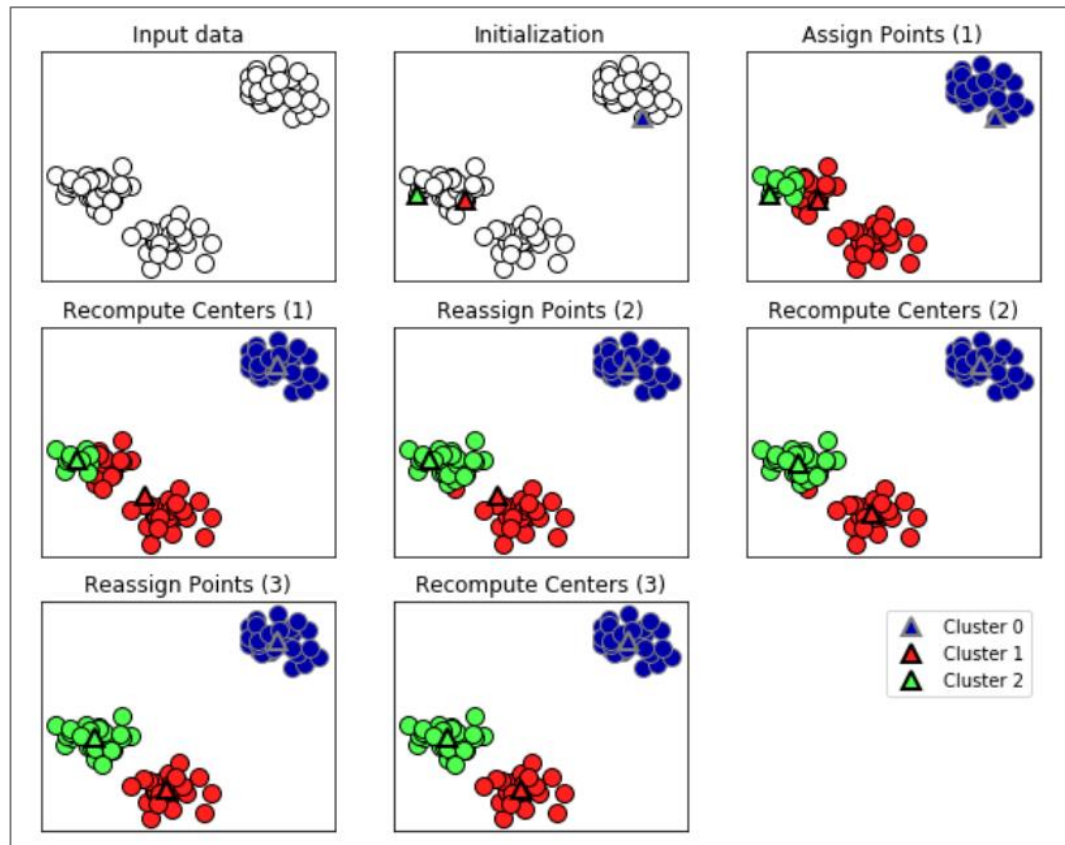 Input data
Initialization
Assign Points (1)
Recompute Centers (1)
Reassign Points (2)
Recompute Centers (2)
Reassign Points (3)
Recompute Centers (3)
Cluster 0
Cluster 1
Cluster 2